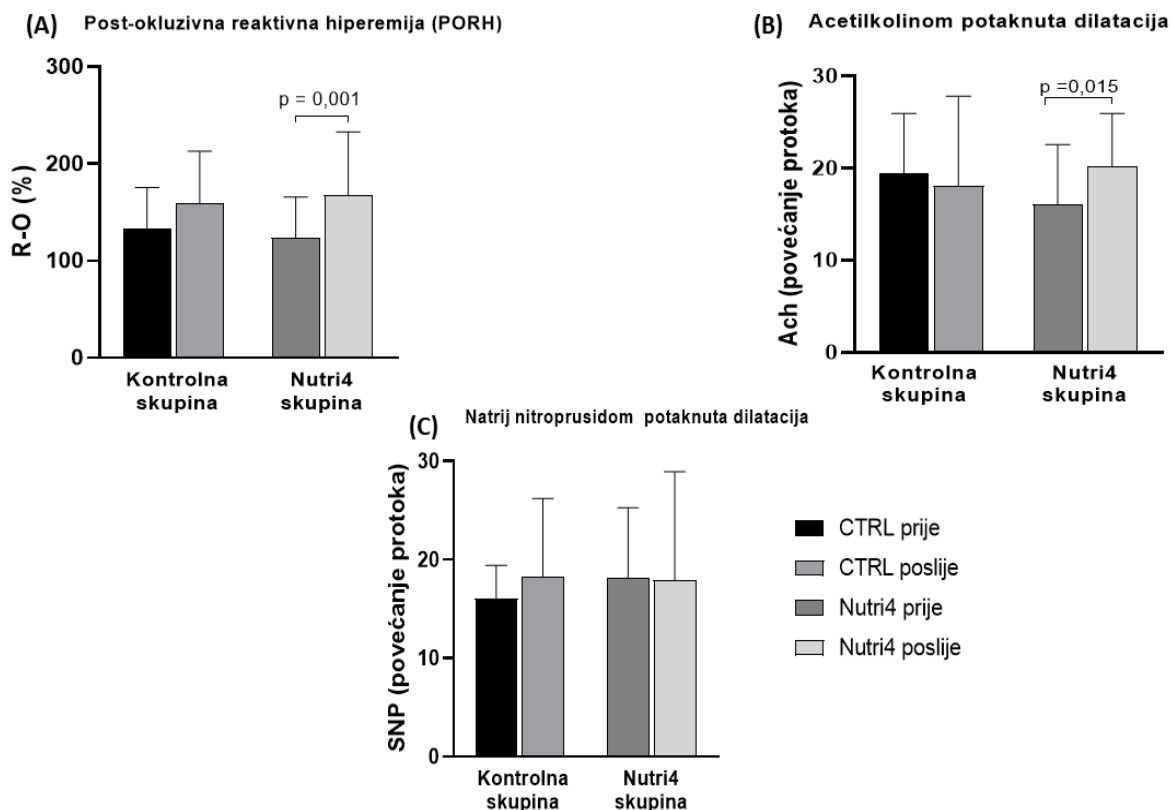 (A) Post-okluzivna reaktivna hiperemija (PORH)
R-O (%)
300
200
100
0
p = 0,001
Kontrolna
skupina
Nutri4
skupina
(B) Acetilkolinom potaknuta dilatacija
Ach (povećanje protoka)
30
20
10
0
p =0,015
Kontrolna
skupina
Nutri4
skupina
(C) Natrij nitroprusidom potaknuta dilatacija
SNP (povećanje protoka)
30
20
10
0
Kontrolna
skupina
Nutri4
skupina
CTRL prije
CTRL poslije
Nutri4 prije
Nutri4 poslije